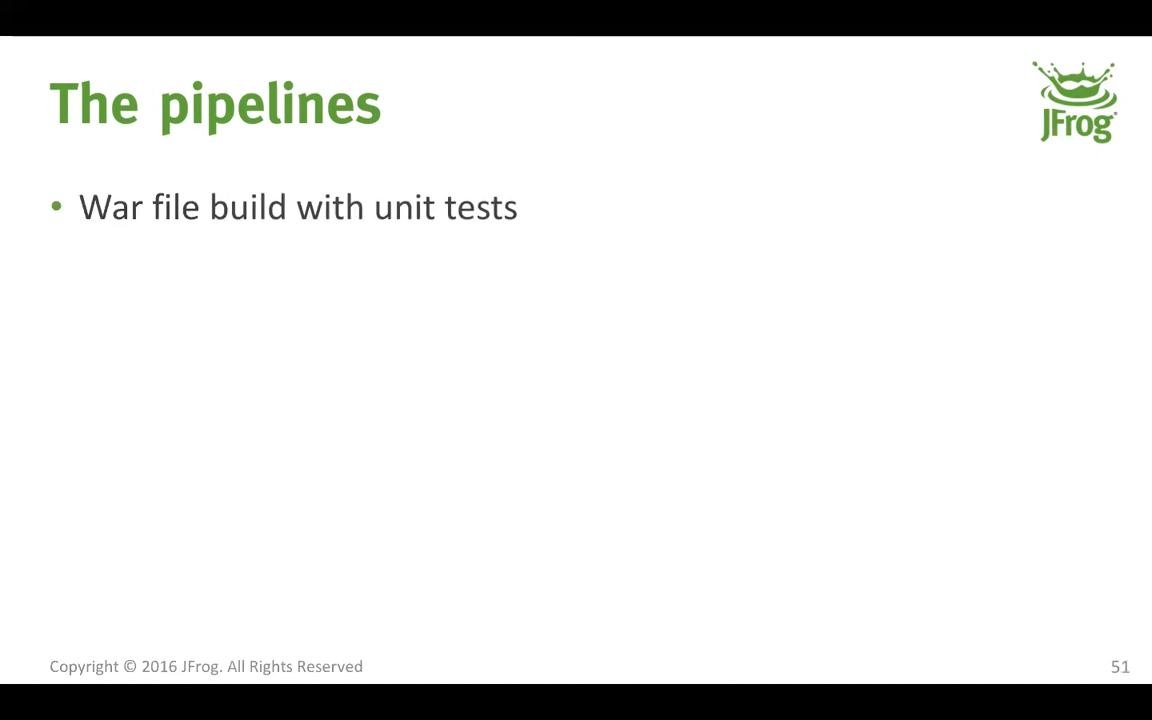 The pipelines
JFrog
• War file build with unit tests
Copyright © 2016 JFrog. All Rights Reserved
51